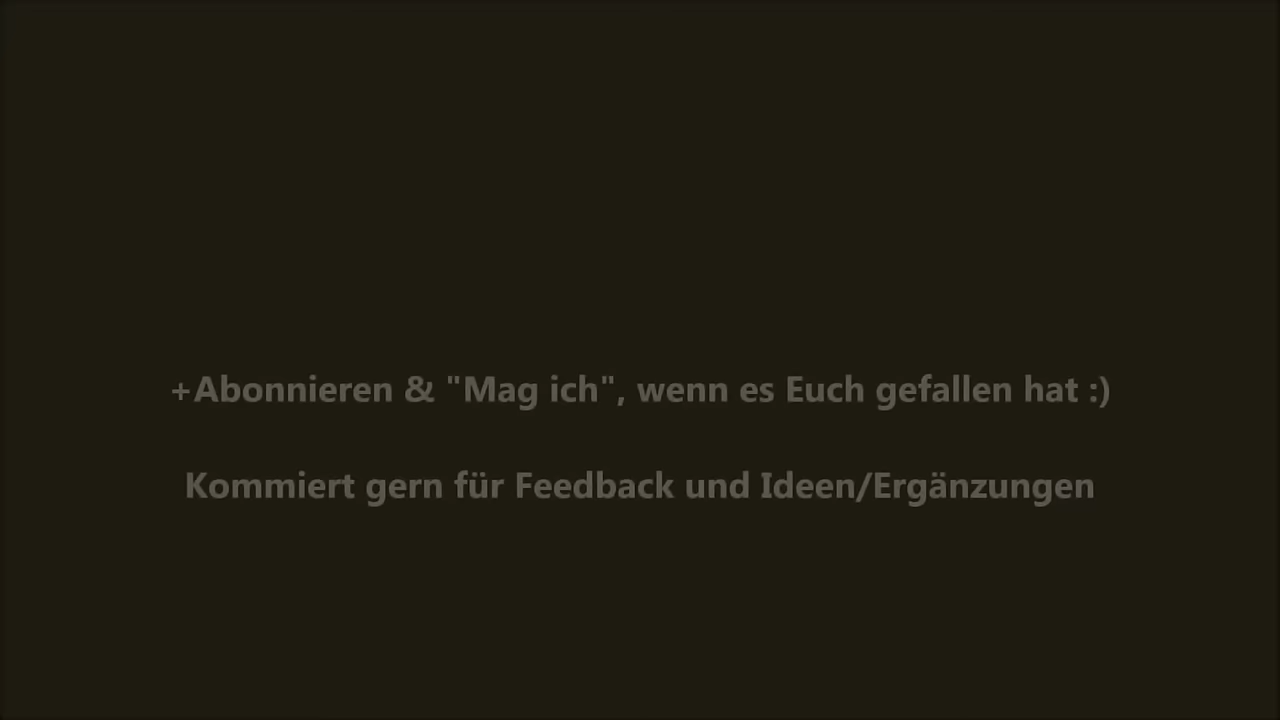 +Abonnieren & "Mag ich", wenn es Euch gefallen hat :)
Kommiert gern für Feedback und Ideen/Ergänzungen